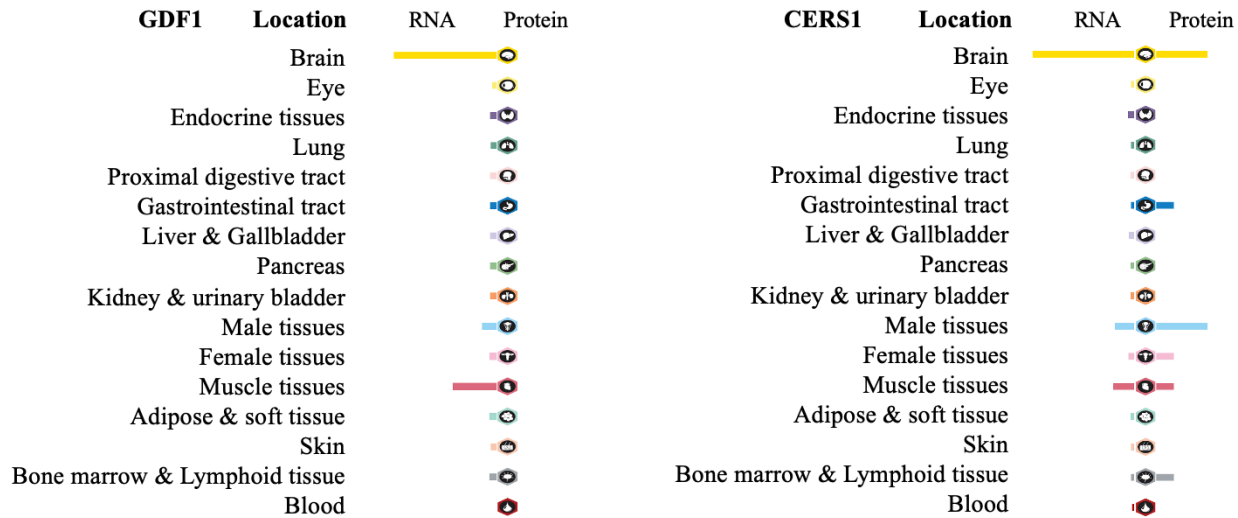 GDF1 Location RNA Protein
Brain
Eye
Endocrine tissues
Lung
Proximal digestive tract
Gastrointestinal tract
Liver & Gallbladder
Pancreas
Kidney & urinary bladder
Male tissues
Female tissues
Muscle tissues
Adipose & soft tissue
Skin
Bone marrow & Lymphoid tissue
Blood
CERS1 Location RNA Protein
Brain
Eye
Endocrine tissues
Lung
Proximal digestive tract
Gastrointestinal tract
Liver & Gallbladder
Pancreas
Kidney & urinary bladder
Male tissues
Female tissues
Muscle tissues
Adipose & soft tissue
Skin
Bone marrow & Lymphoid tissue
Blood